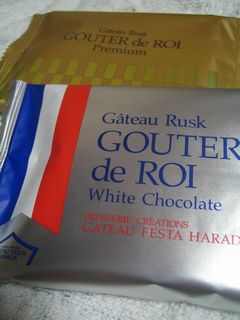 Gâteau Rusk
GOUTER de ROI
Premium
Gâteau Rusk
GOUTER
de ROI
White Chocolate
PATISSERIE CREATIONS
GATEAU FESTA HARAD